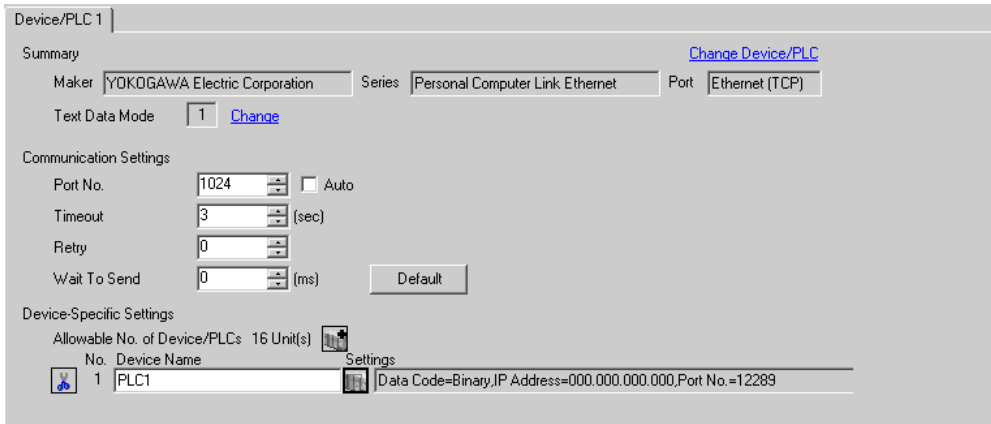 Device/PLC 1
Summary Change Device/PLC
Maker YOKOGAWA Electric Corporation Series Personal Computer Link Ethernet Port Ethernet (TCP)
Text Data Mode 1 Change
Communication Settings
Port No. 1024 Auto
Timeout 3 (sec)
Retry 0
Wait To Send 0 (ms) Default
Device-Specific Settings
Allowable No. of Device/PLCs 16 Unit(s)
No. Device Name Settings
1 PLC1 Data Code=Binary,IP Address=000.000.000.000,Port No.=12289